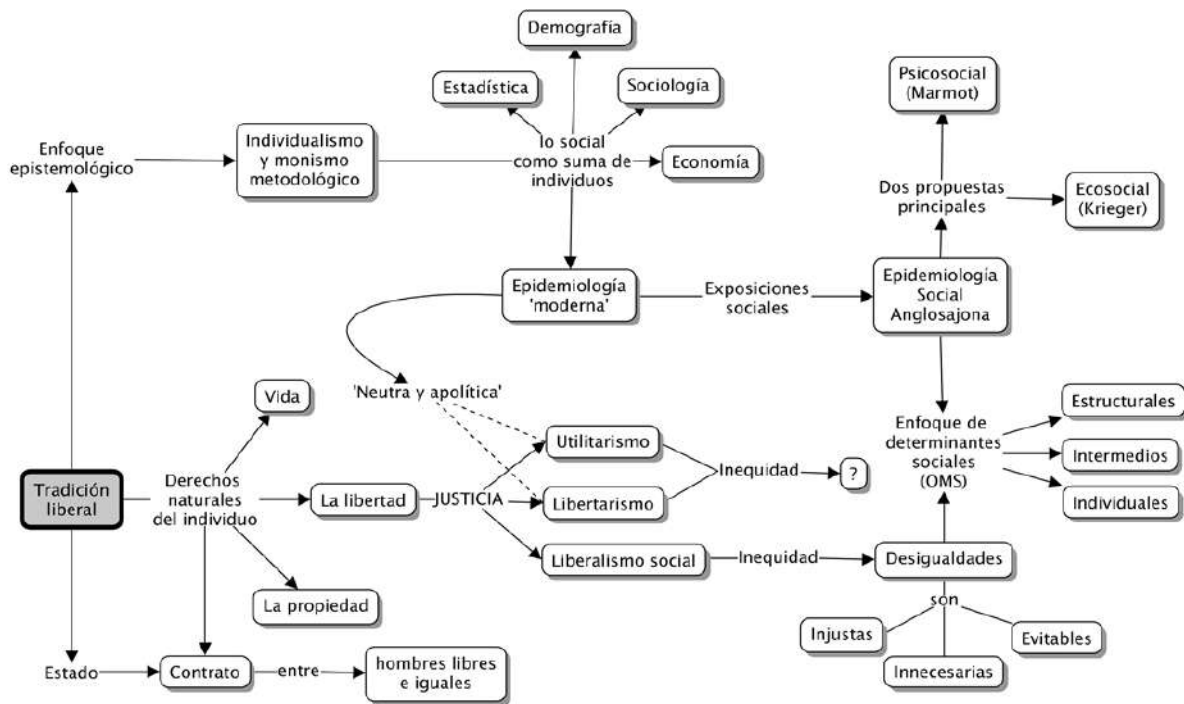 Demografía
Estadística
Sociología
Psicosocial
(Marmot)
Enfoque
epistemológico
Individualismo
y monismo
metodológico
lo social
como suma de
individuos
Economía
Dos propuestas
principales
Ecosocial
(Krieger)
Epidemiología
'moderna'
Exposiciones
sociales
Epidemiología
Social
Anglosajona
'Neutra y apolítica'
Vida
Tradición
liberal
Derechos
naturales
del individuo
La libertad
JUSTICIA
Utilitarismo
Libertarismo
Inequidad
?
Enfoque de
determinantes
sociales
(OMS)
Estructurales
Intermedios
Individuales
Liberalismo social
Inequidad
Desigualdades
La propiedad
son
Injustas
Innecesarias
Evitables
Estado
Contrato
entre
hombres libres
e iguales